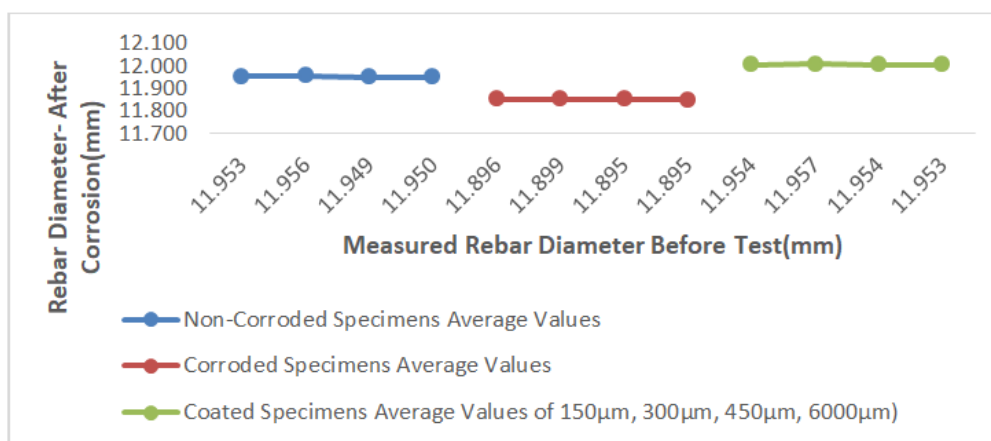 Rebar Diameter- After
Corrosion(mm)
12.100
12.000
11.900
11.800
11.700
11.953
11.956
11.949
11.950
11.896
11.899
11.895
11.895
11.954
11.957
11.954
11.953
Measured Rebar Diameter Before Test(mm)
Non-Corroded Specimens Average Values
Corroded Specimens Average Values
Coated Specimens Average Values of 150µm, 300µm, 450µm, 6000µm)